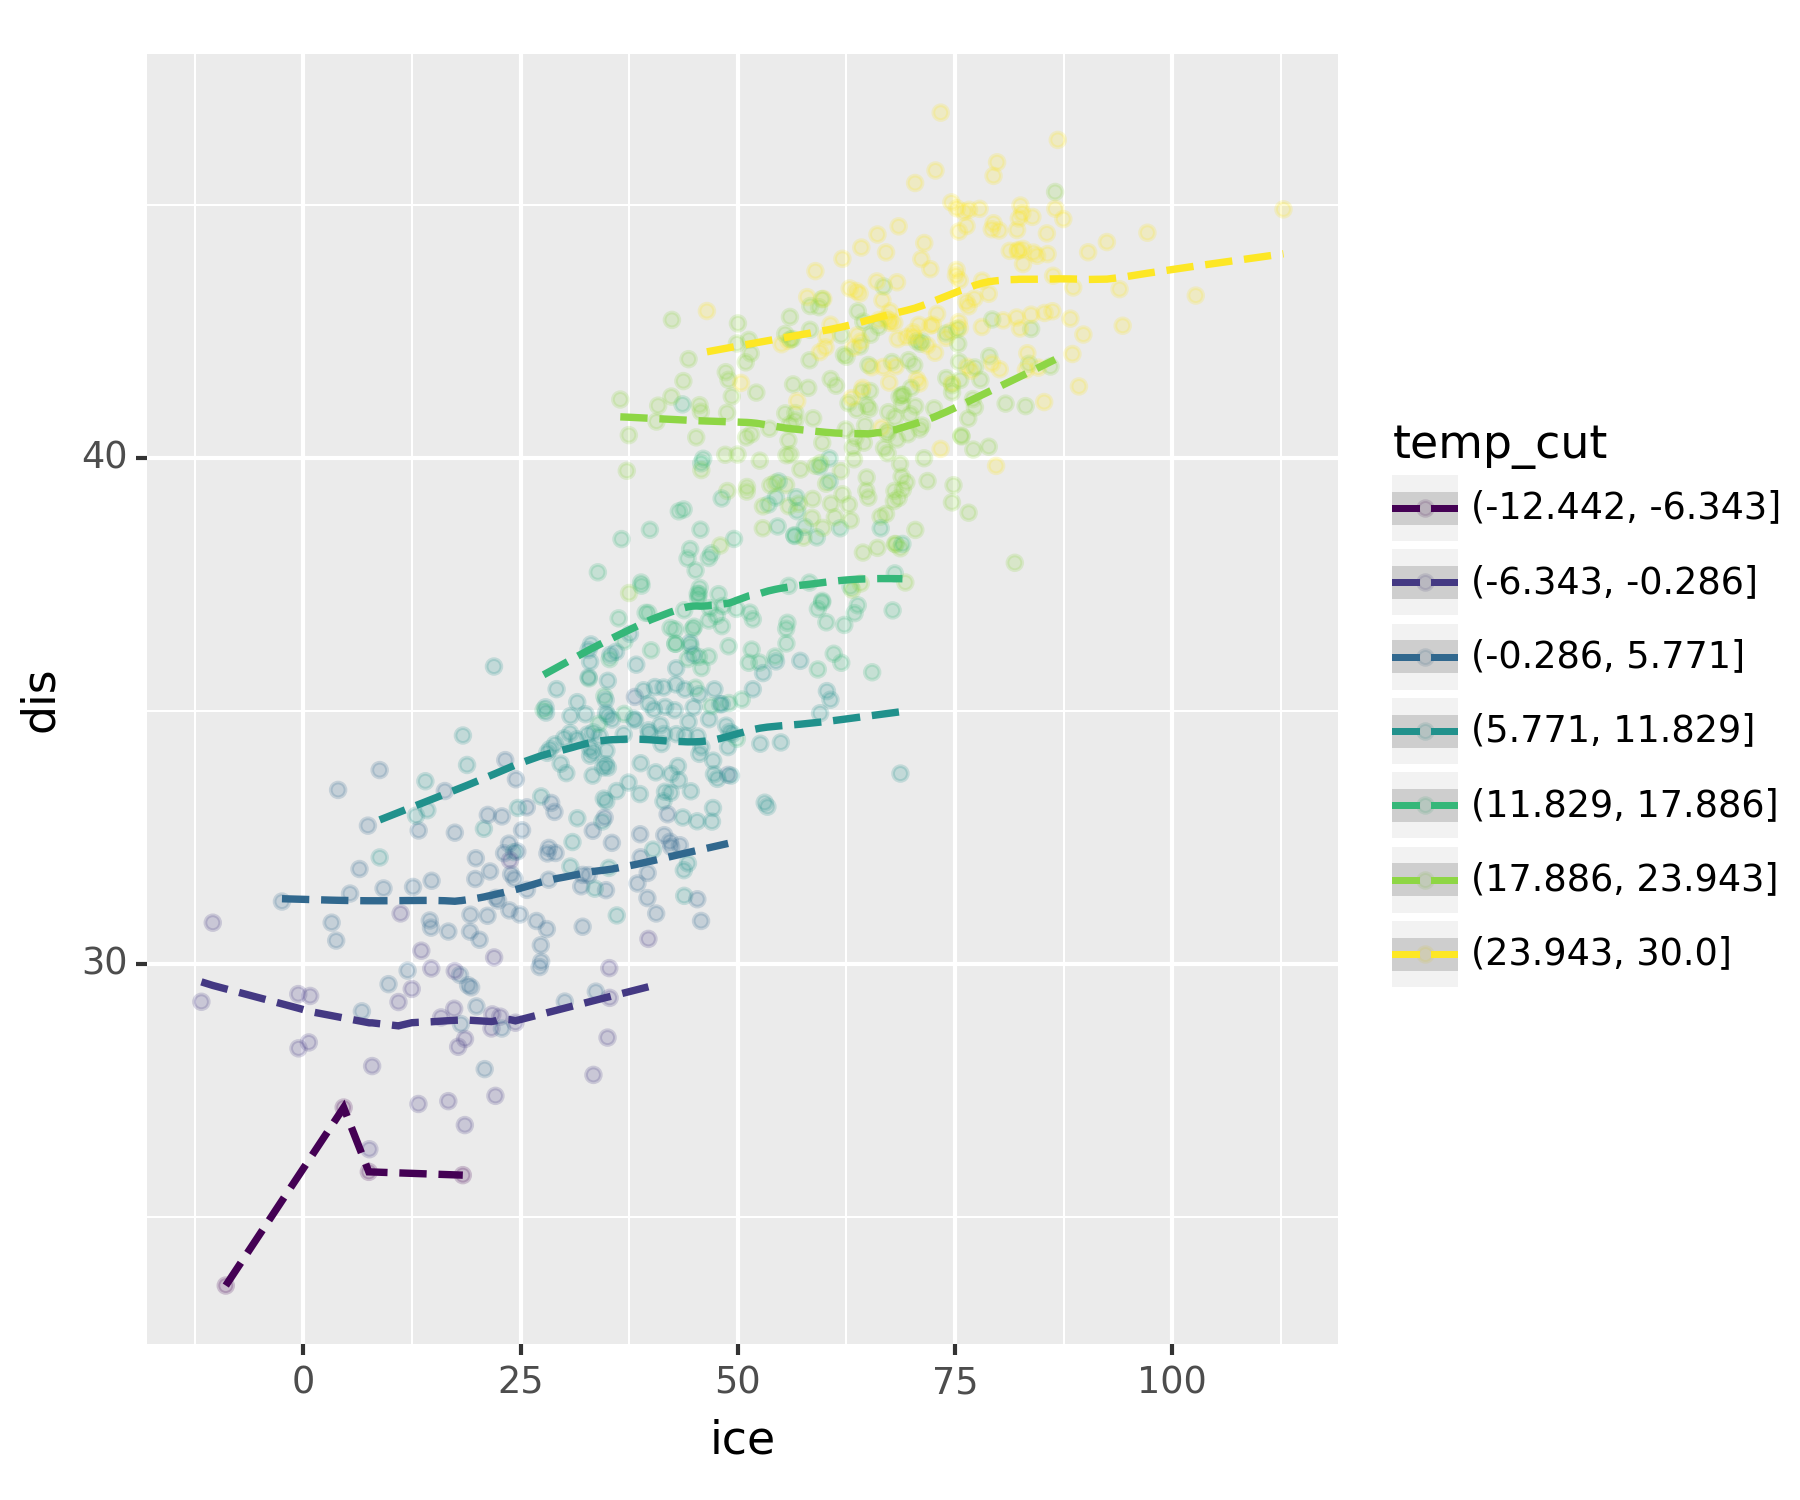 40
30
dis
0 25 50 75 100
ice
temp_cut
(-12.442, -6.343]
(-6.343, -0.286]
(-0.286, 5.771]
(5.771, 11.829]
(11.829, 17.886]
(17.886, 23.943]
(23.943, 30.0]